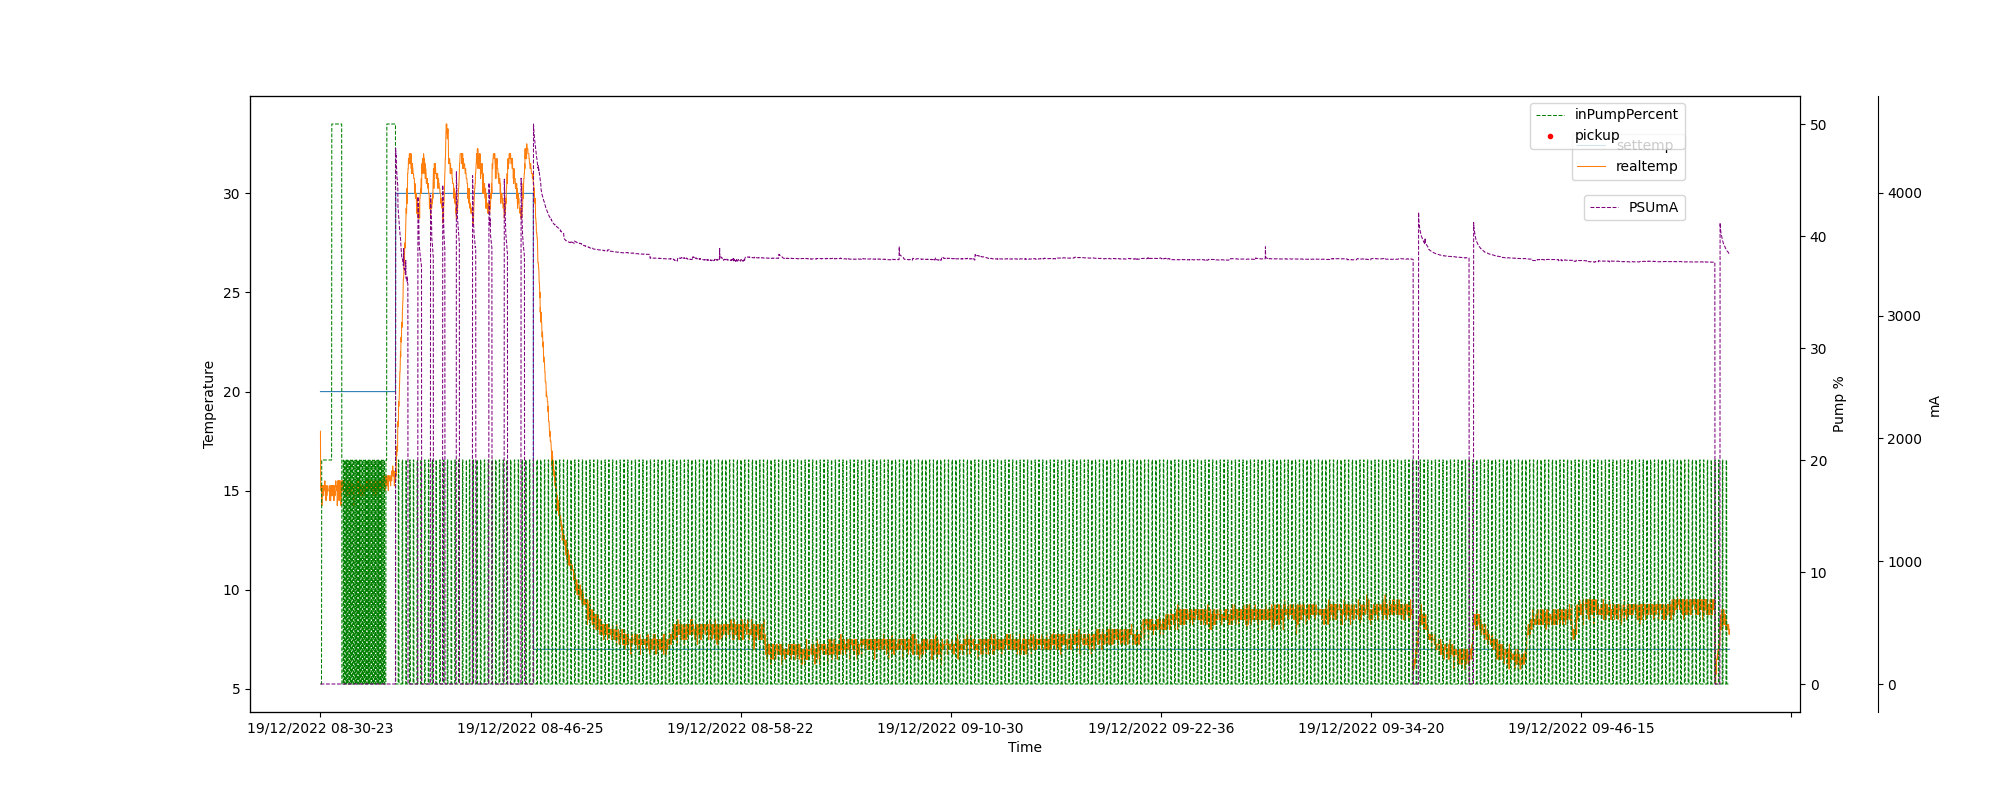 inPumpPercent
pickup
settemp
realtemp
PSUmA
30
25
20
15
10
5
Temperature
50
40
30
20
10
0
Pump %
4000
3000
2000
1000
0
mA
19/12/2022 08-30-23
19/12/2022 08-46-25
19/12/2022 08-58-22
19/12/2022 09-10-30
19/12/2022 09-22-36
19/12/2022 09-34-20
19/12/2022 09-46-15
Time